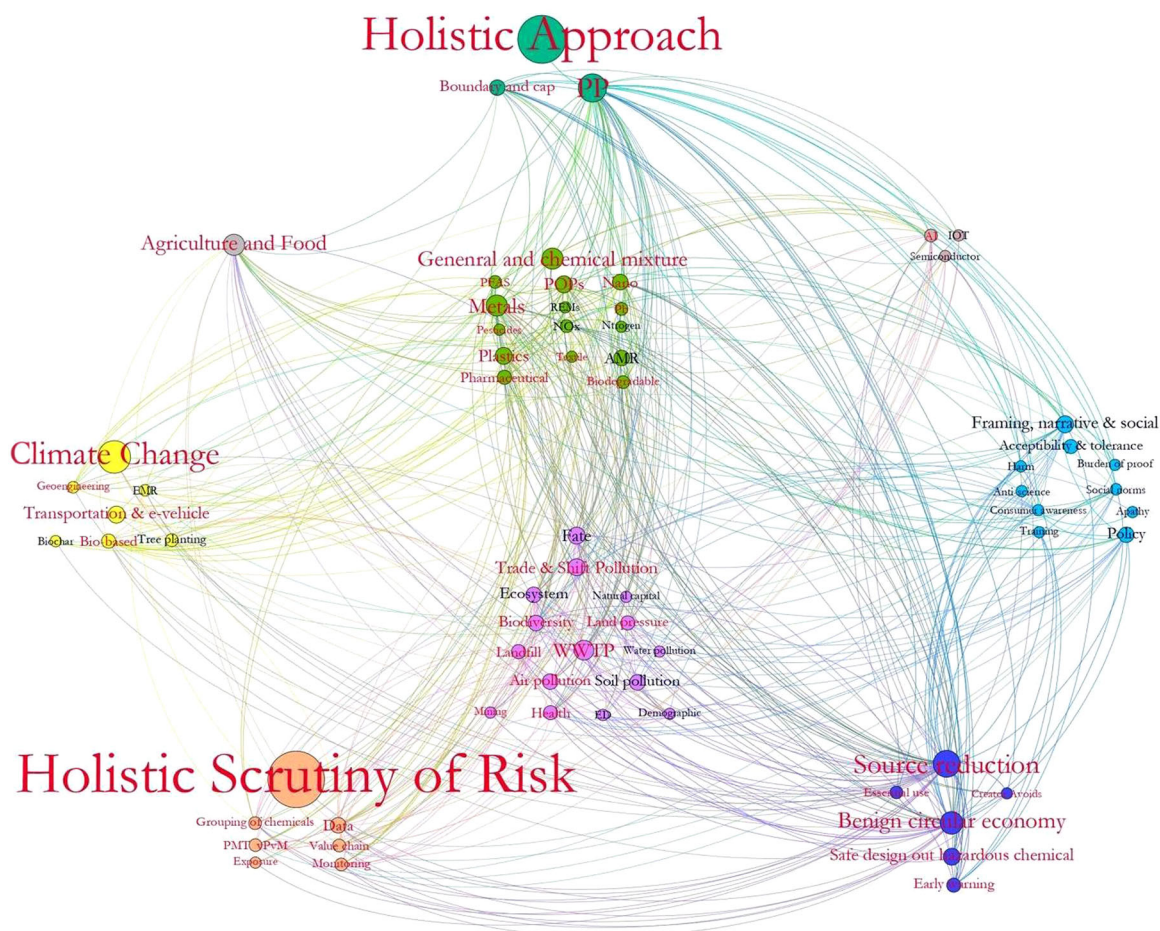 Holistic Approach
Boundary and cap
PP
Agriculture and Food
AI
IOT
Semiconductor
Genenral and chemical mixture
PFAS
POPs
Nano
Metals
REMs
Pb
Pesticides
NOx
Ntrogen
Plastics
Textile
AMR
Pharmaceutical
Biodegradable
Climate Change
Geoengineering
EMR
Transportation & e-vehicle
Biochar
Bio-based
Tree planting
Framing, narrative & social
Acceptibility & tolerance
Harm
Burden of proof
Anti science
Social norms
Consumer awareness
Apathy
Training
Policy
Fate
Trade & Shift Pollution
Ecosystem
Natural capital
Biodiversity
Land pressure
Landfill
WWTP
Water pollution
Air pollution
Soil pollution
Mining
Health
ED
Demographic
Holistic Scrutiny of Risk
Grouping of chemicals
Data
PMT vPvM
Value chain
Exposure
Monitoring
Source reduction
Essential use
Create Avoids
Benign circular economy
Safe design out hazardous chemical
Early warning